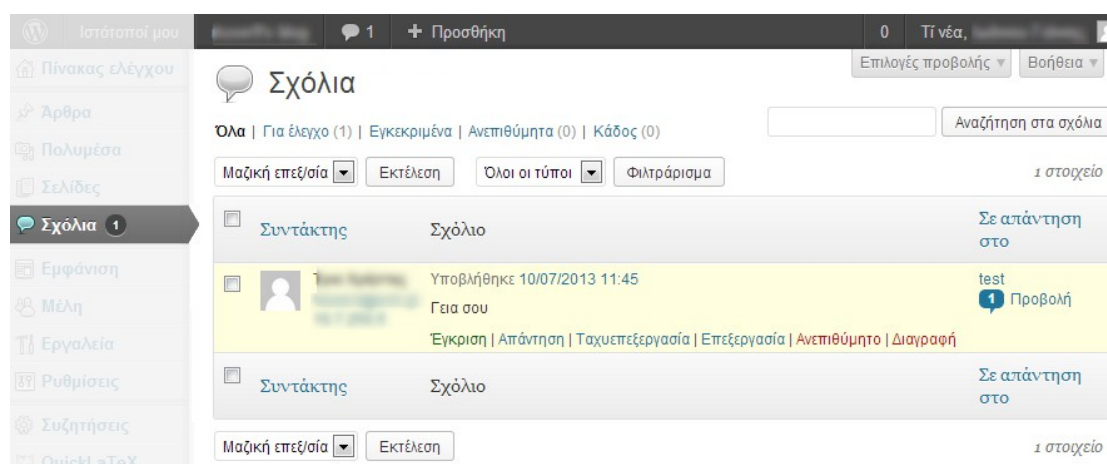 Ιστότοποί μου
1 + Προσθήκη 0 Τί νέα,
Πίνακας ελέγχου
Άρθρα
Πολυμέσα
Σελίδες
Σχόλια 1
Εμφάνιση
Μέλη
Εργαλεία
Ρυθμίσεις
Συζητήσεις
QuickLaTeX
Επιλογές προβολής Βοήθεια
Σχόλια
Όλα | Για έλεγχο (1) | Εγκεκριμένα | Ανεπιθύμητα (0) | Κάδος (0)
Αναζήτηση στα σχόλια
Μαζική επεξ/σία Εκτέλεση Όλοι οι τύποι Φιλτράρισμα 1 στοιχείο
Συντάκτης Σχόλιο Σε απάντηση
στο
Υποβλήθηκε 10/07/2013 11:45 test
1 Προβολή
Γεια σου
Έγκριση | Απάντηση | Ταχυεπεξεργασία | Επεξεργασία | Ανεπιθύμητο | Διαγραφή
Συντάκτης Σχόλιο Σε απάντηση
στο
Μαζική επεξ/σία Εκτέλεση 1 στοιχείο